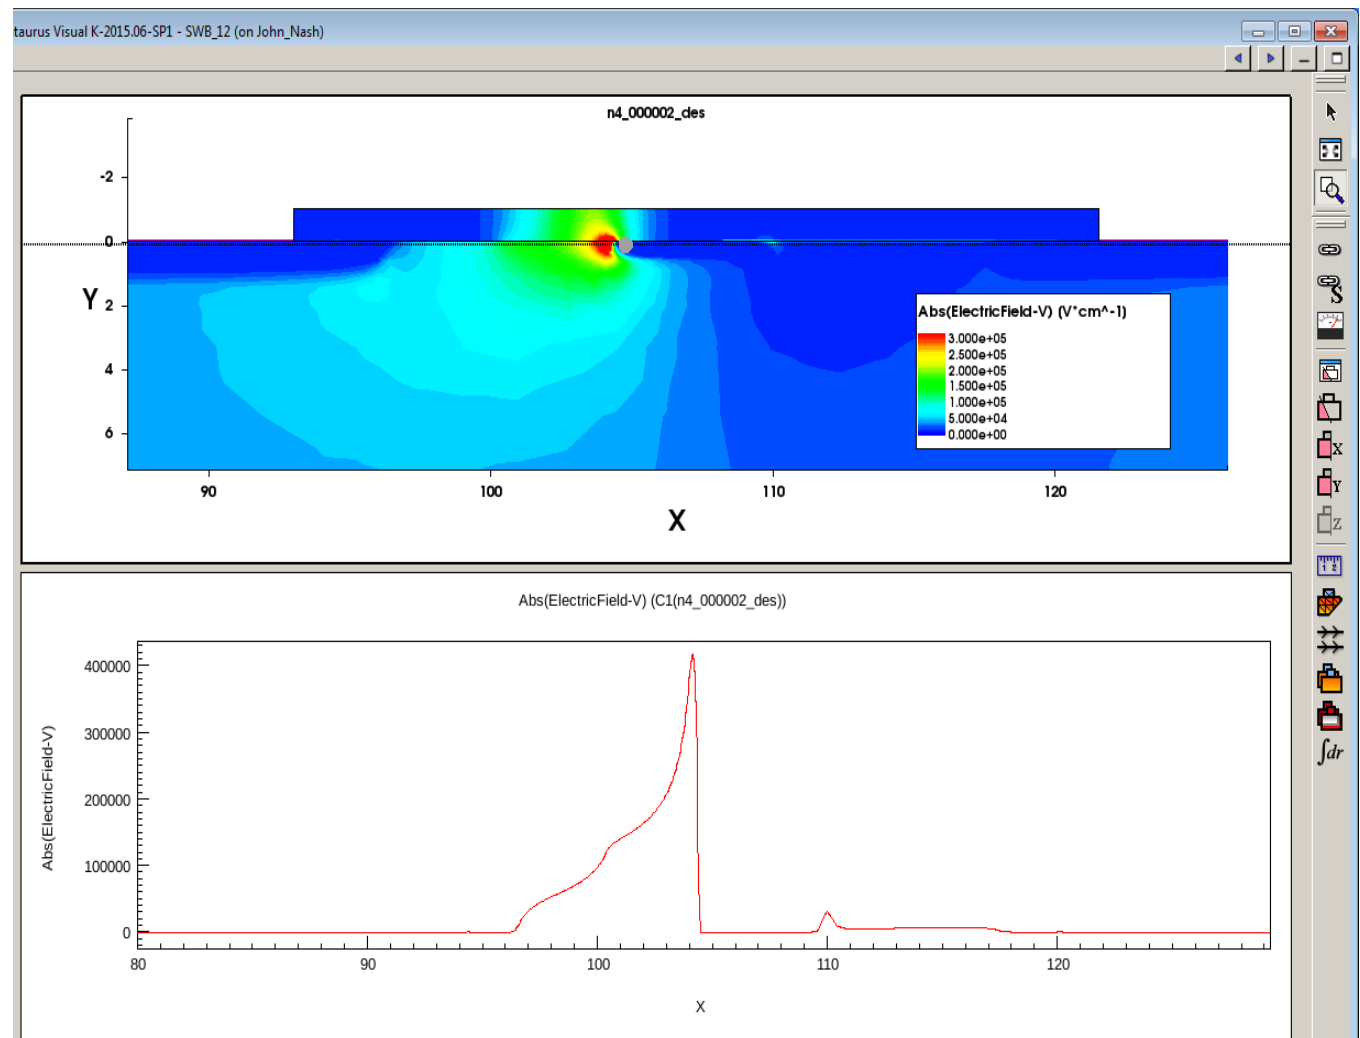 taurus Visual K-2015.06-SP1 - SWB_12 (on John_Nash)
n4_000002_des
-2
0
2
4
6
Y
Abs(ElectricField-V) (V*cm^-1)
3.000e+05
2.500e+05
2.000e+05
1.500e+05
1.000e+05
5.000e+04
0.000e+00
90
100
110
120
X
S
X
Y
Z
1 2
∫dr
Abs(ElectricField-V) (C1(n4_000002_des))
400000
300000
200000
100000
0
Abs(ElectricField-V)
80
90
100
110
120
X